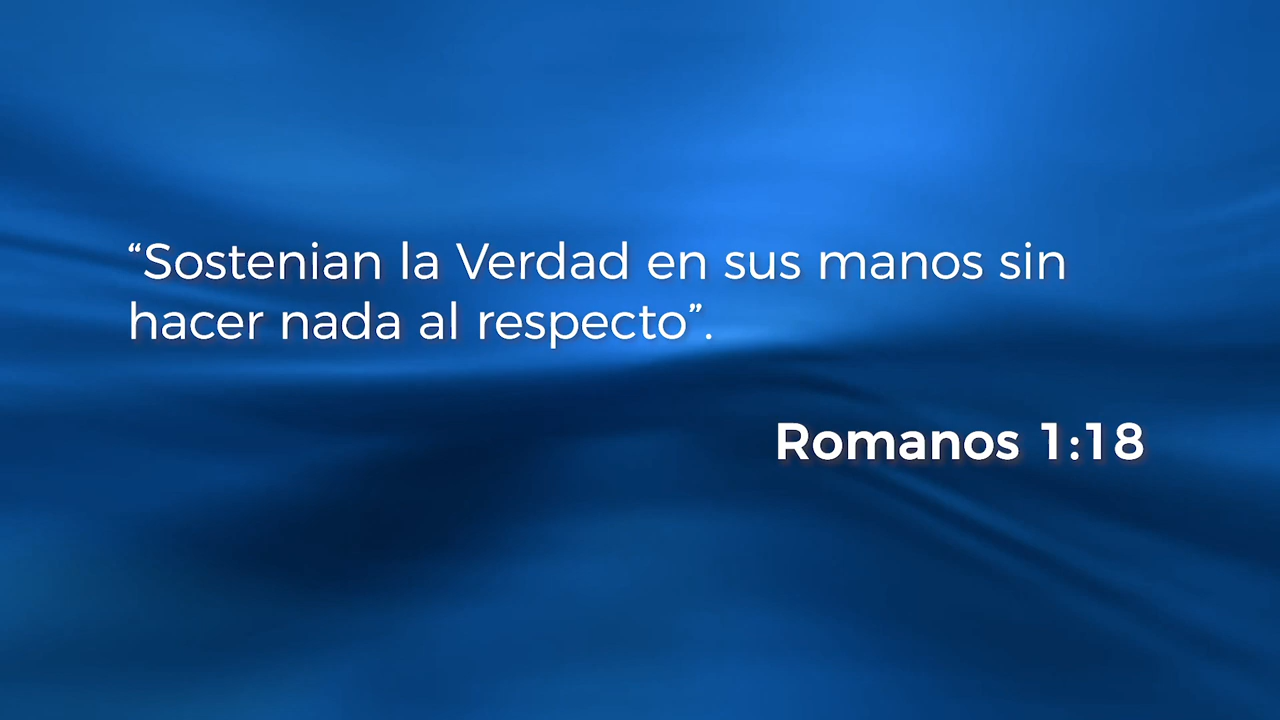 “Sostenian la Verdad en sus manos sin
hacer nada al respecto”.
Romanos 1:18